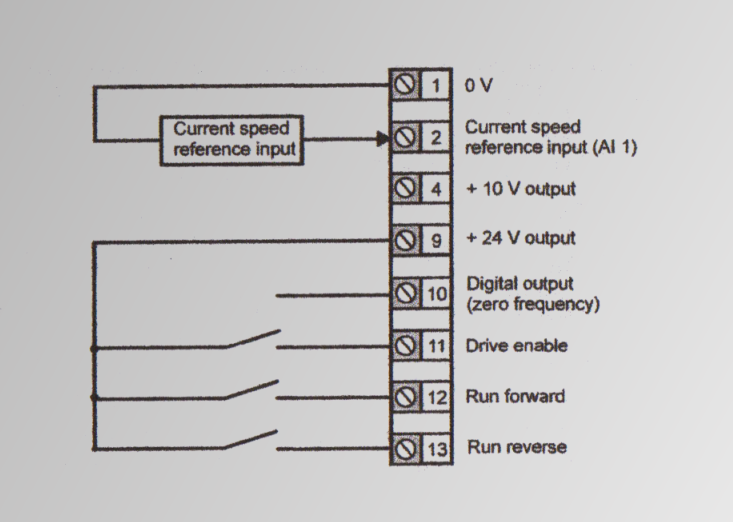 1 0 V
Current speed
reference input
2 Current speed
reference input (AI 1)
4 + 10 V output
9 + 24 V output
10 Digital output
(zero frequency)
11 Drive enable
12 Run forward
13 Run reverse